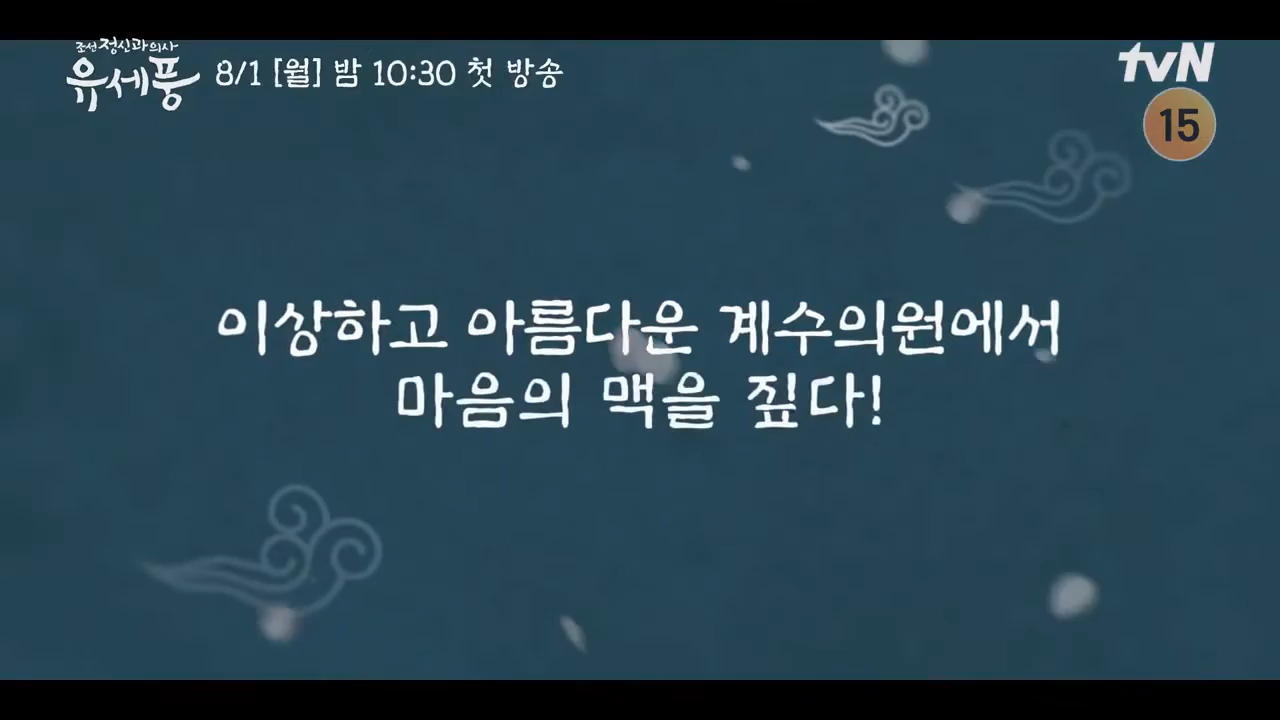 조선 정신과 의사
유세풍
8/1 [월] 밤 10:30 첫 방송
tvN
15
이상하고 아름다운 계수의원에서
마음의 맥을 짚다!